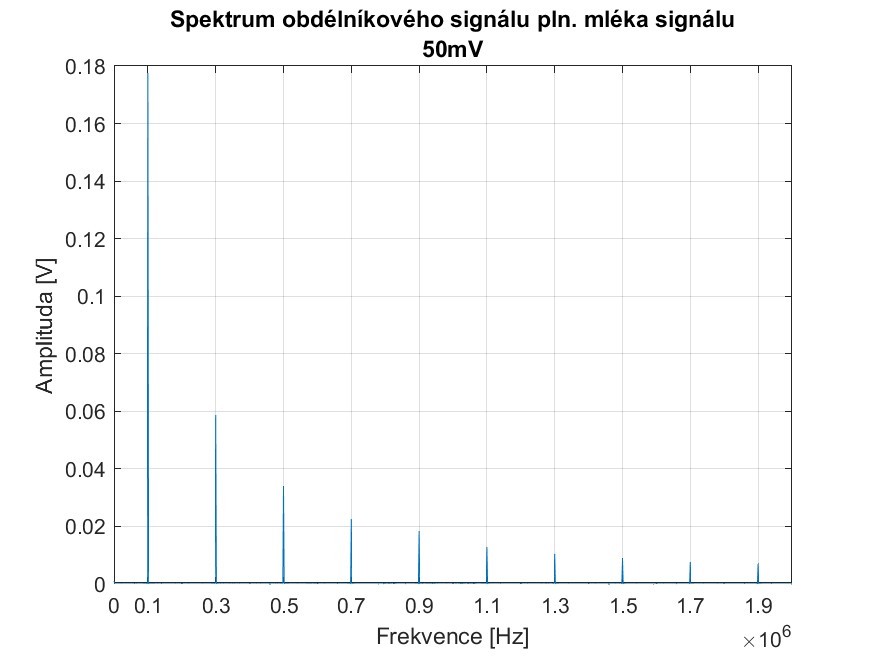 Spektrum obdélníkového signálu pln. mléka signálu
50mV
0.18
0.16
0.14
0.12
0.1
0.08
0.06
0.04
0.02
0
Amplituda [V]
0 0.1 0.3 0.5 0.7 0.9 1.1 1.3 1.5 1.7 1.9
Frekvence [Hz]
×10^6